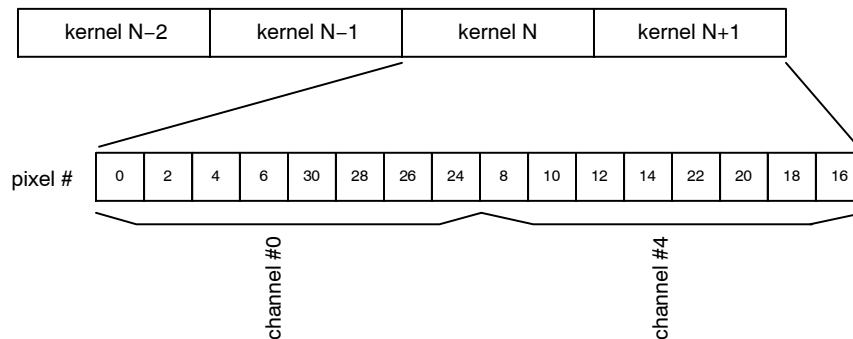 kernel N−2 kernel N−1 kernel N kernel N+1
pixel # 0 2 4 6 30 28 26 24 8 10 12 14 22 20 18 16
channel #0
channel #4